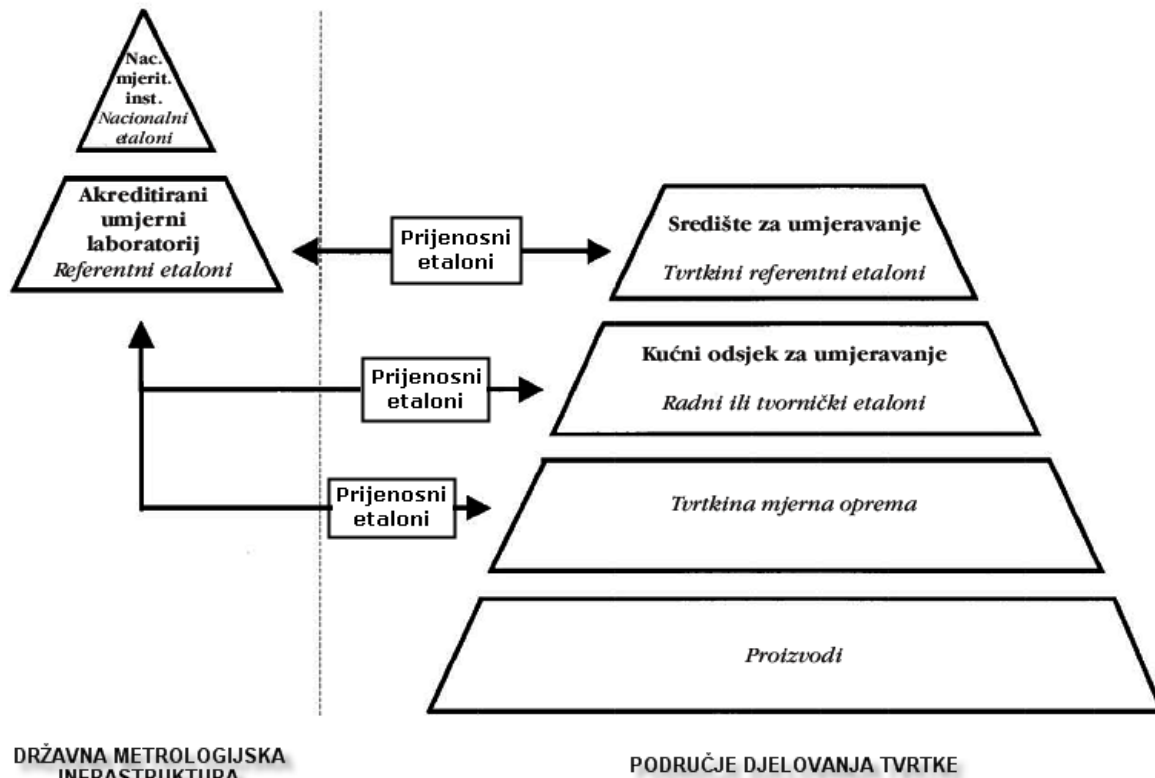 Nac.
mjerit.
inst.
Nacionalni
etaloni
Akreditirani
umjerni
laboratorij
Referentni etaloni
Prijenosni
etaloni
Središte za umjeravanje
Tvrtkini referentni etaloni
Prijenosni
etaloni
Kućni odsjek za umjeravanje
Radni ili tvornički etaloni
Prijenosni
etaloni
Tvrtkina mjerna oprema
Proizvodi
DRŽAVNA METROLOGIJSKA
INFRASTRUKTURA
PODRUČJE DJELOVANJA TVRTKE